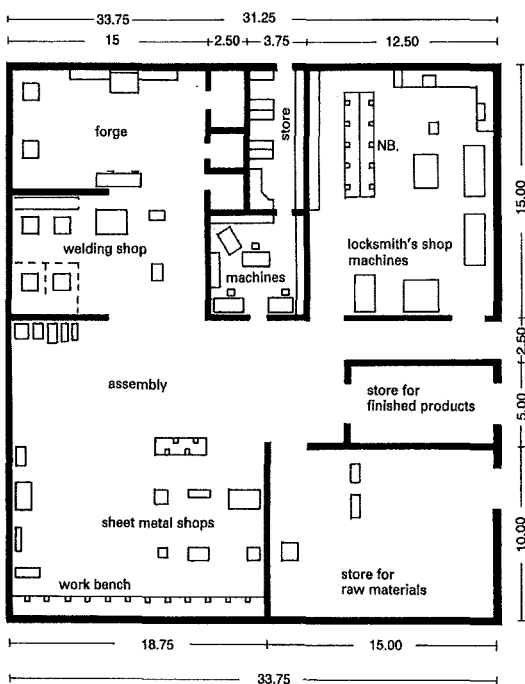 33.75
31.25
15
2.50
3.75
12.50
forge
store
NB.
15.00
welding shop
machines
locksmith's shop
machines
2.50
assembly
store for
finished products
5.00
sheet metal shops
10.00
work bench
store for
raw materials
18.75
15.00
33.75